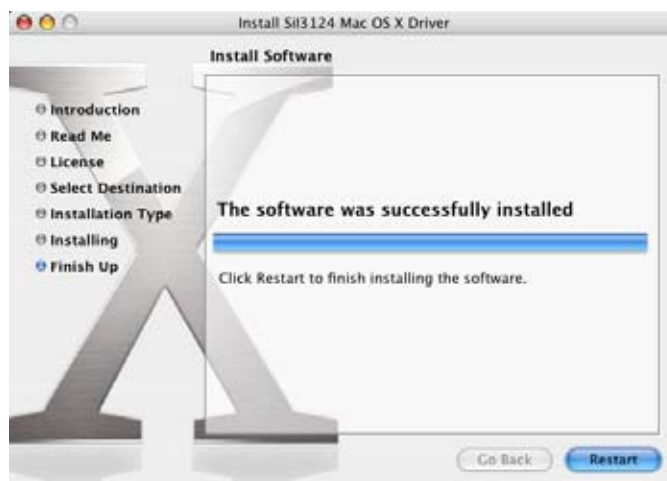 Install SiI3124 Mac OS X Driver
Install Software
Introduction
Read Me
License
Select Destination
Installation Type
Installing
Finish Up
The software was successfully installed
Click Restart to finish installing the software.
Go Back
Restart